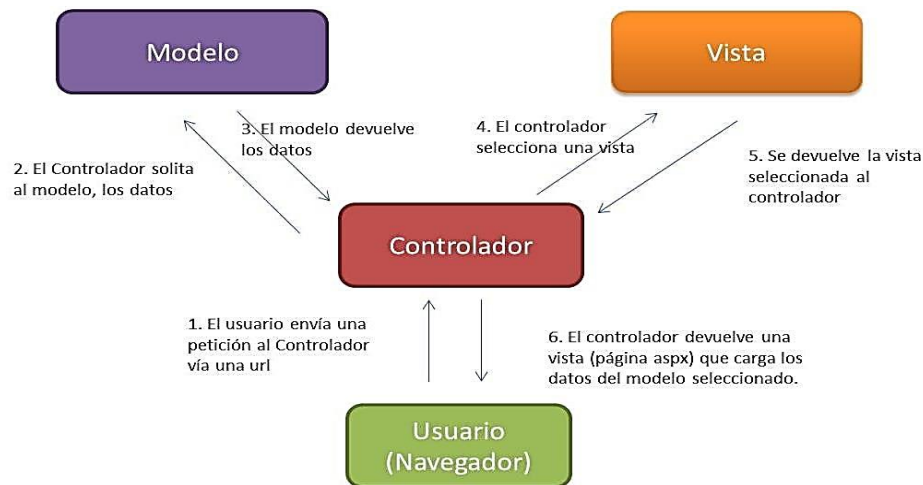 Modelo
Vista
3. El modelo devuelve
los datos
4. El controlador
selecciona una vista
2. El Controlador solita
al modelo, los datos
5. Se devuelve la vista
seleccionada al
controlador
Controlador
1. El usuario envía una
petición al Controlador
vía una url
6. El controlador devuelve una
vista (página aspx) que carga los
datos del modelo seleccionado.
Usuario
(Navegador)